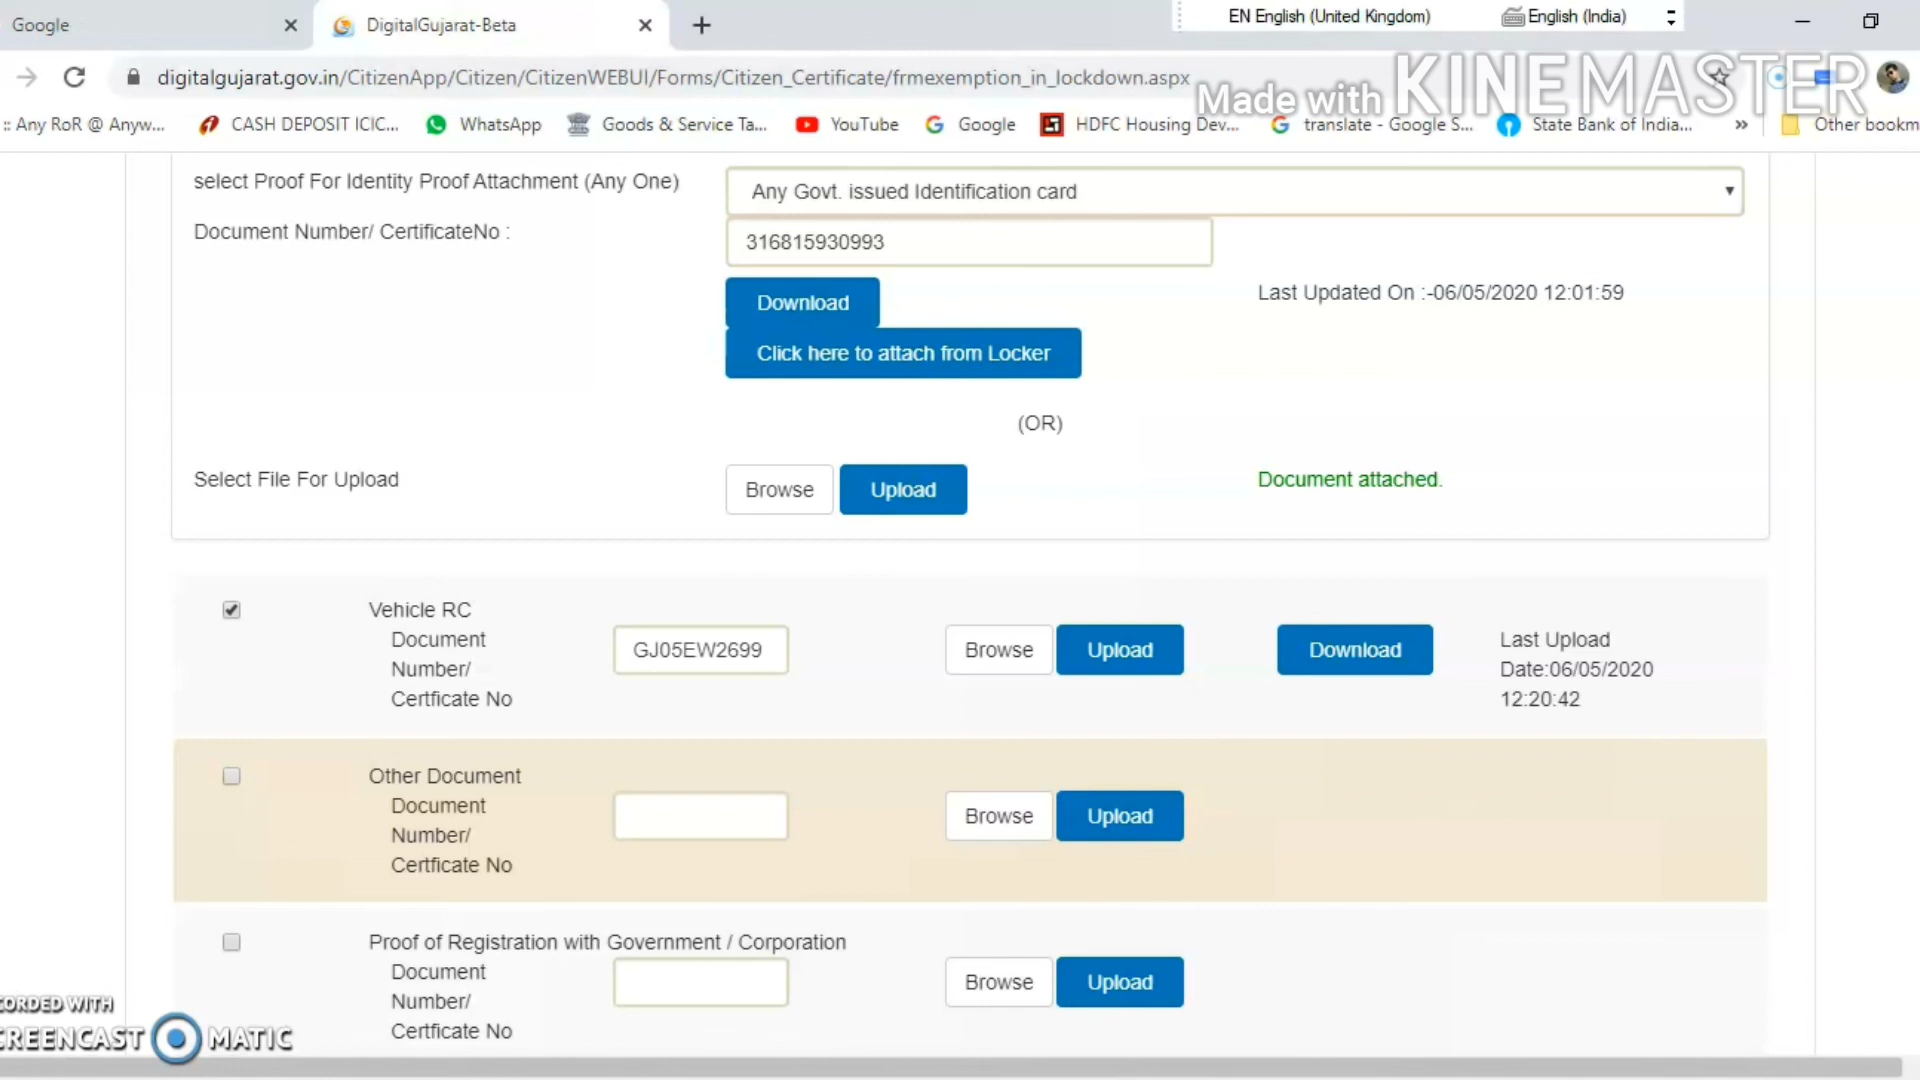 Google
DigitalGujarat-Beta
EN English (United Kingdom)
English (India)
digitalgujarat.gov.in/CitizenApp/Citizen/CitizenWEBUI/Forms/Citizen_Certificate/frmexemption_in_lockdown.aspx
Made with KINEMASTER
:: Any RoR @ Anyw...
CASH DEPOSIT ICIC...
WhatsApp
Goods & Service Ta...
YouTube
Google
HDFC Housing Dev...
translate - Google S...
State Bank of India...
»
Other bookm
select Proof For Identity Proof Attachment (Any One)
Any Govt. issued Identification card
Document Number/ CertificateNo :
316815930993
Download
Last Updated On :-06/05/2020 12:01:59
Click here to attach from Locker
(OR)
Select File For Upload
Browse
Upload
Document attached.
Vehicle RC
Document
Number/
Certficate No
GJ05EW2699
Browse
Upload
Download
Last Upload
Date:06/05/2020
12:20:42
Other Document
Document
Number/
Certficate No
Browse
Upload
Proof of Registration with Government / Corporation
Document
Number/
Certficate No
Browse
Upload
CORDED WITH
CREENCAST MATIC